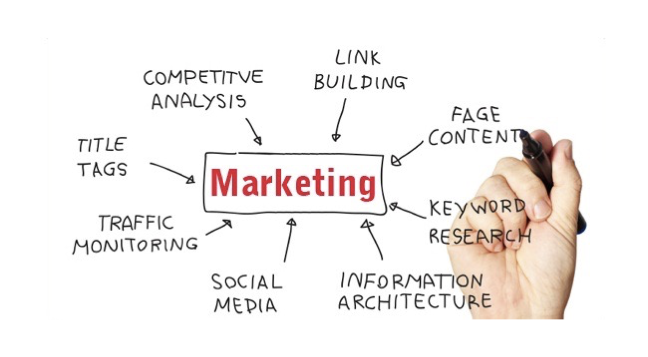 LINK
BUILDING
COMPETITVE
ANALYSIS
FAGE
CONTENT
TITLE
TAGS
Marketing
KEYWORD
RESEARCH
TRAFFIC
MONITORING
SOCIAL
MEDIA
INFORMATION
ARCHITECTURE